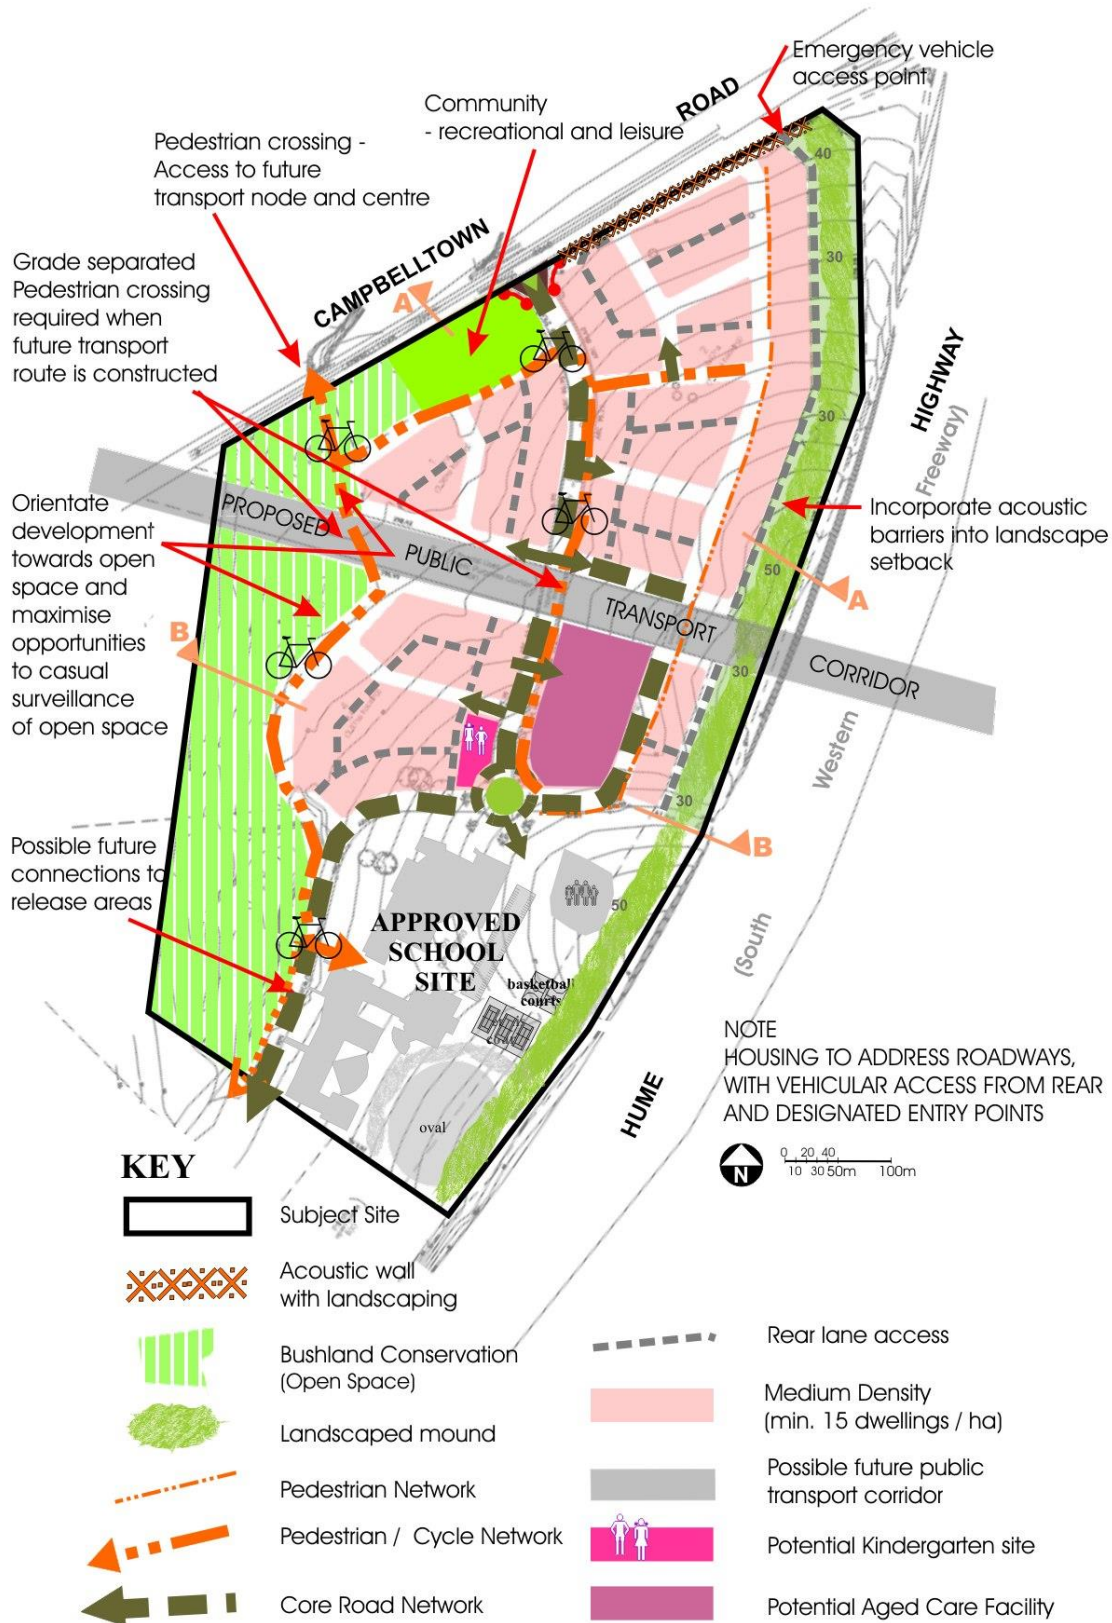 Emergency vehicle
access point
ROAD
Community
- recreational and leisure
Pedestrian crossing -
Access to future
transport node and centre
40
CAMPBELLTOWN
A
Grade separated
Pedestrian crossing
required when
future transport
route is constructed
30
HIGHWAY
Freeway)
30
Orientate
development
towards open
space and
maximise
opportunities
to casual
surveillance
of open space
PROPOSED
PUBLIC
TRANSPORT
CORRIDOR
Incorporate acoustic
barriers into landscape
setback
50
A
B
30
Western
30
B
Possible future
connections to
release areas
50
APPROVED
SCHOOL
SITE
basketball
courts
(South
NOTE
HOUSING TO ADDRESS ROADWAYS,
WITH VEHICULAR ACCESS FROM REAR
AND DESIGNATED ENTRY POINTS
HUME
oval
N
0 20 40
10 30 50m 100m
KEY
Subject Site
Acoustic wall
with landscaping
Bushland Conservation
(Open Space)
Landscaped mound
Pedestrian Network
Pedestrian / Cycle Network
Core Road Network
Rear lane access
Medium Density
(min. 15 dwellings / ha)
Possible future public
transport corridor
Potential Kindergarten site
Potential Aged Care Facility